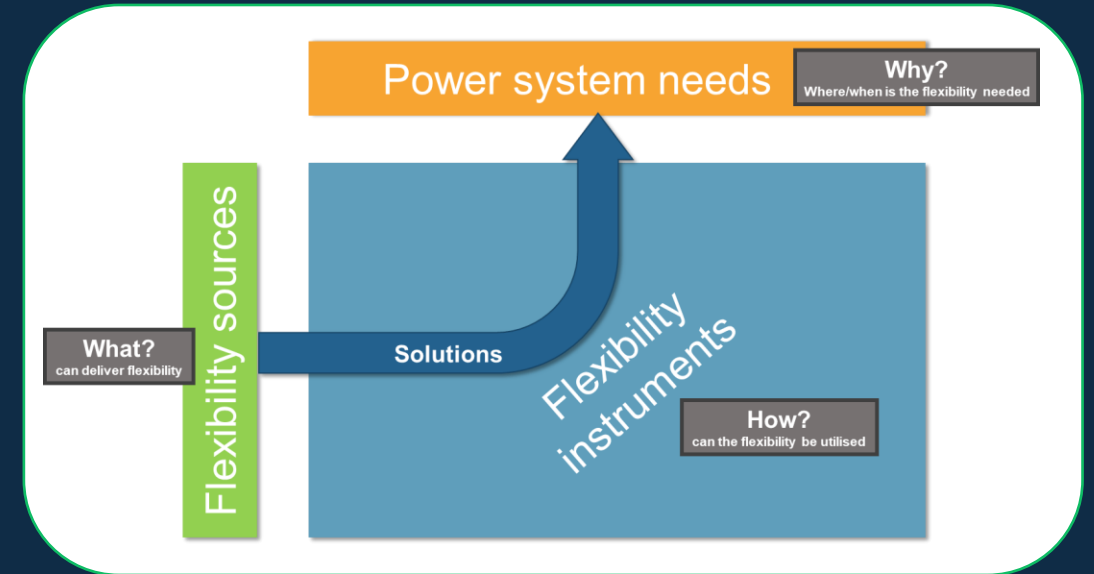 Power system needs
Why?
Where/when is the flexibility needed
Flexibility sources
What?
can deliver flexibility
Solutions
Flexibility
instruments
How?
can the flexibility be utilised